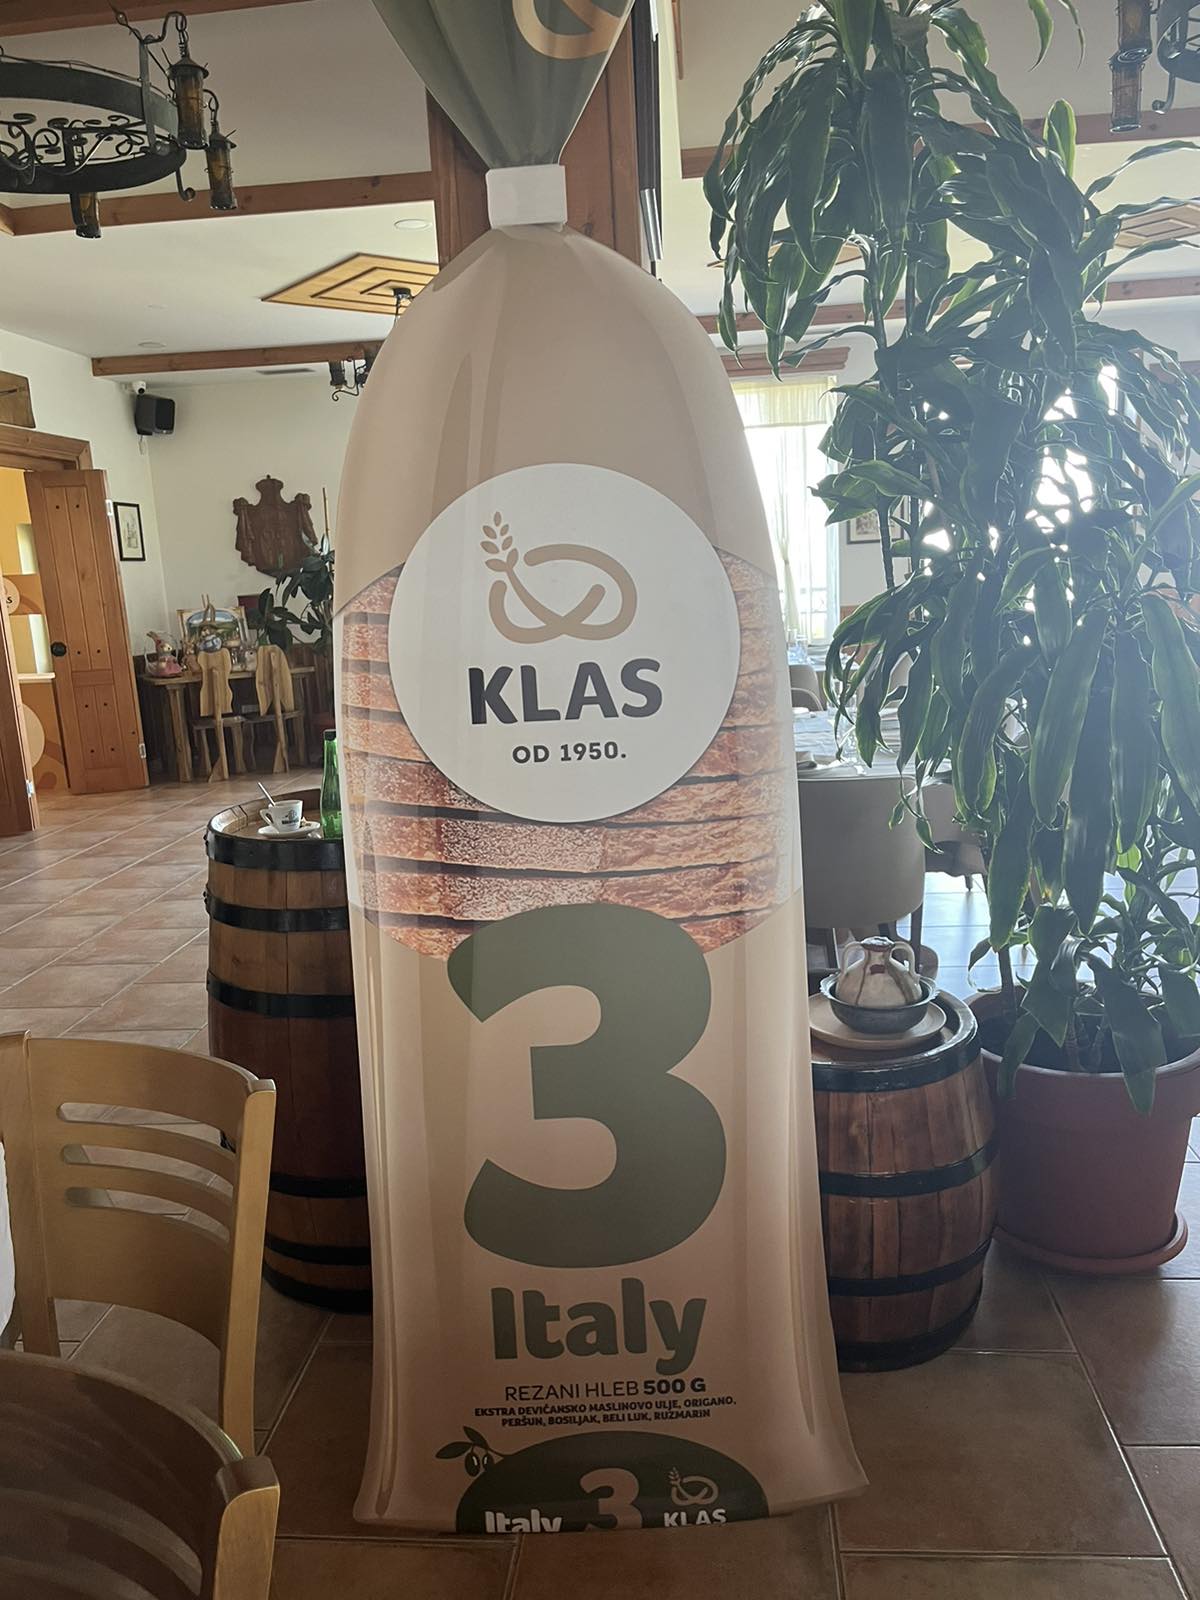 KLAS
OD 1950.
3
Italy
REZANI HLEB 500 G
EKSTRA DEVIČANSKO MASLINOVO ULJE, ORIGANO,
PERŠUN, BOSILJAK, BELI LUK, RUZMARIN
Italy 3 KLAS